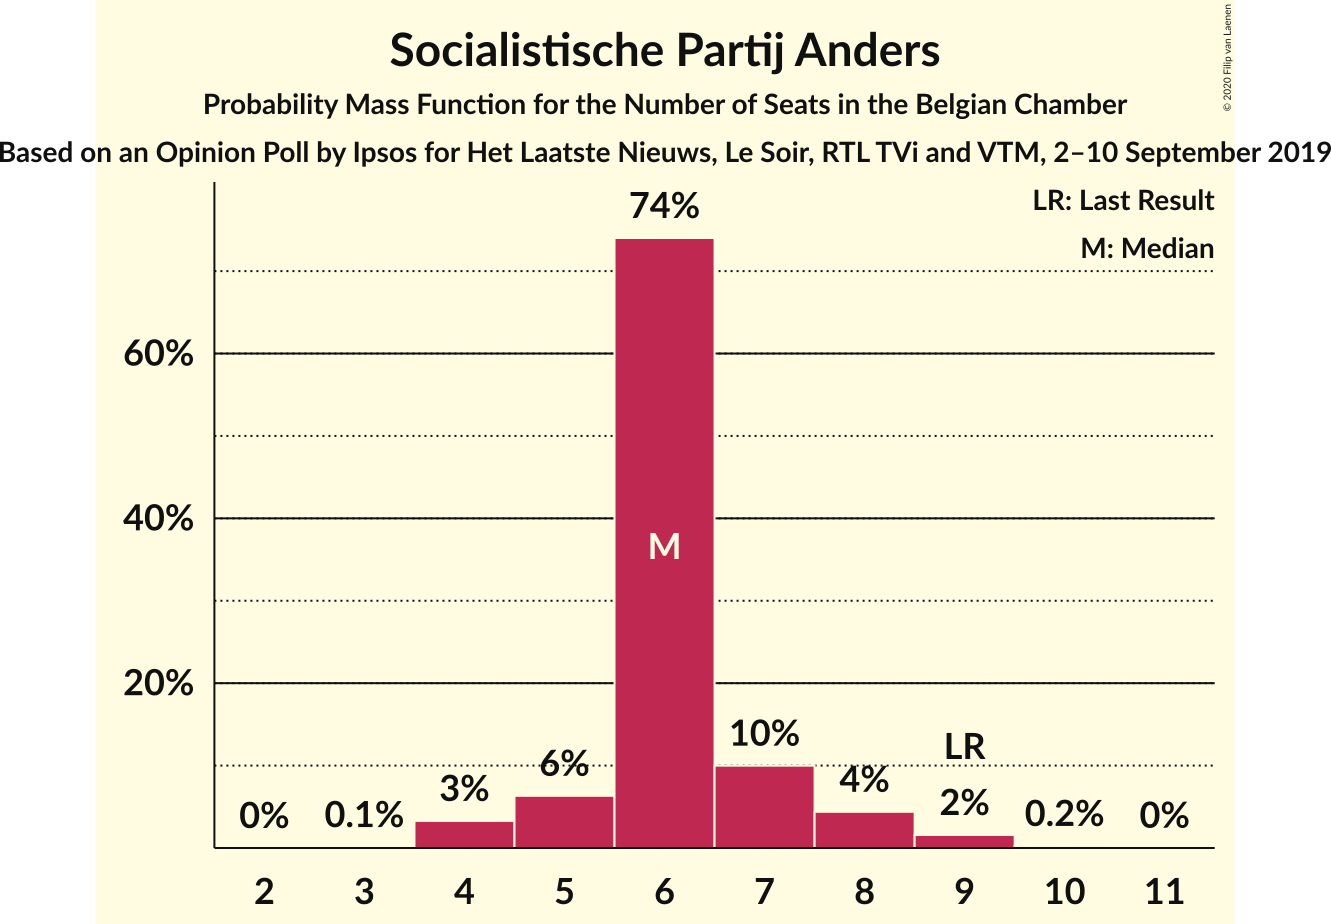 Socialistische Partij Anders
Probability Mass Function for the Number of Seats in the Belgian Chamber
Based on an Opinion Poll by Ipsos for Het Laatste Nieuws, Le Soir, RTL TVi and VTM, 2–10 September 2019
© 2020 Filip van Laenen
LR: Last Result
M: Median
74%
60%
40%
M
20%
10%
LR
6%
4%
3%
2%
0%
0.1%
0.2%
0%
2 3 4 5 6 7 8 9 10 11